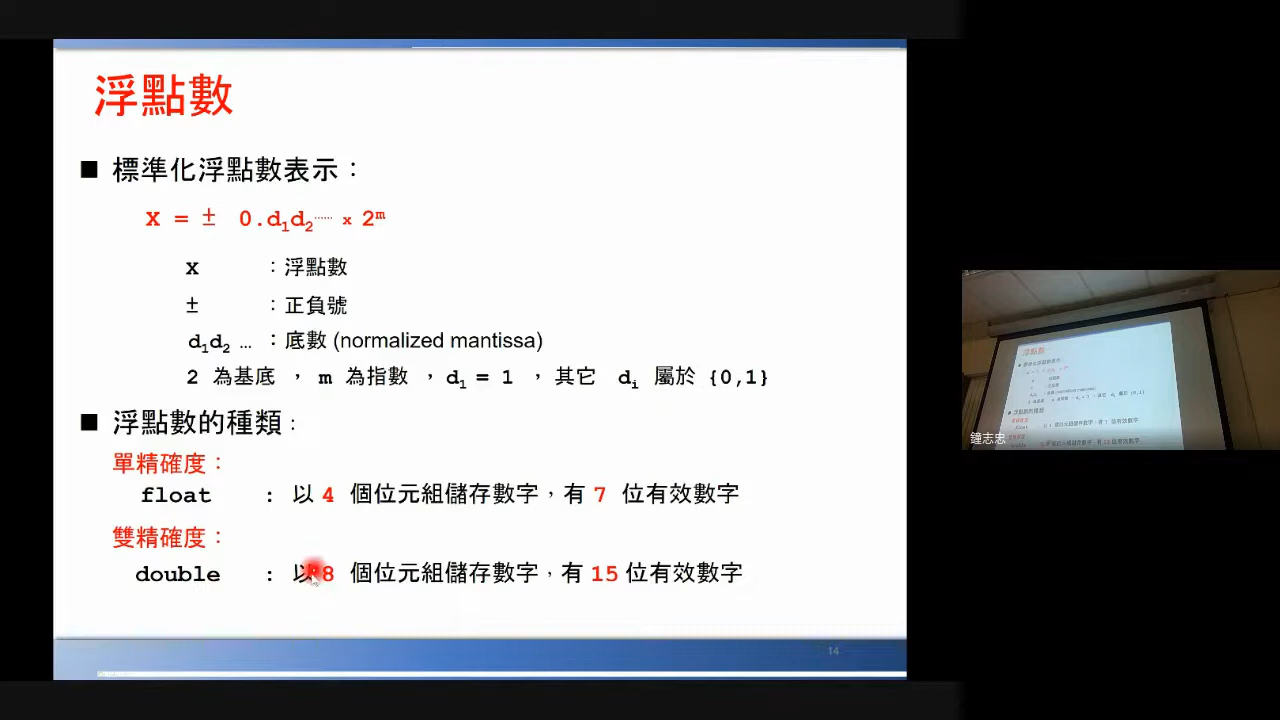 浮點數
■ 標準化浮點數表示：
X = ± 0.d1d2…… x 2m
x ：浮點數
± ：正負號
d1d2 … ：底數 (normalized mantissa)
2 為基底 ， m 為指數 ，d1 = 1 ，其它 di 屬於 {0,1}
■ 浮點數的種類：
單精確度：
float : 以 4 個位元組儲存數字，有 7 位有效數字
雙精確度：
double : 以 8 個位元組儲存數字，有 15 位有效數字
14
鐘志忠